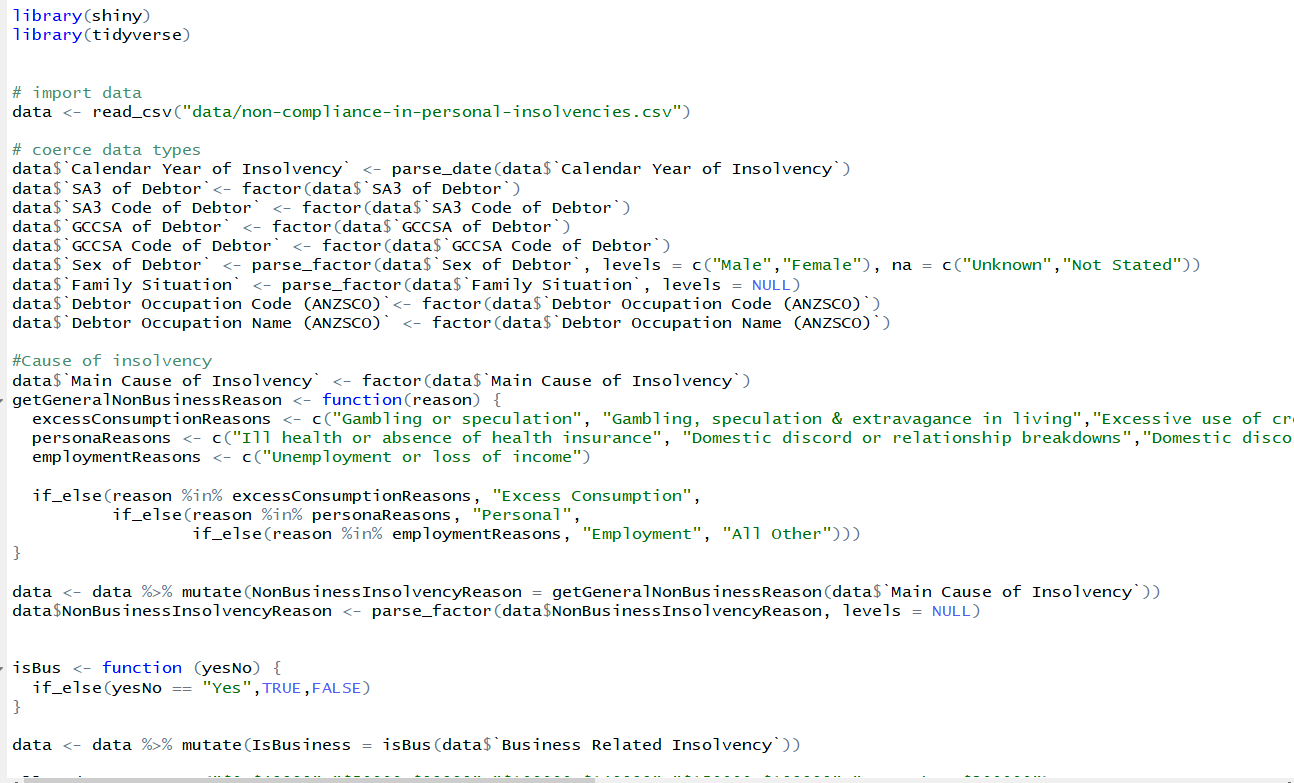 library(shiny)
library(tidyverse)
# import data
data <- read_csv("data/non-compliance-in-personal-insolvencies.csv")
# coerce data types
data$`Calendar Year of Insolvency` <- parse_date(data$`Calendar Year of Insolvency`)
data$`SA3 of Debtor`<- factor(data$`SA3 of Debtor`)
data$`SA3 Code of Debtor` <- factor(data$`SA3 Code of Debtor`)
data$`GCCSA of Debtor` <- factor(data$`GCCSA of Debtor`)
data$`GCCSA Code of Debtor` <- factor(data$`GCCSA Code of Debtor`)
data$`Sex of Debtor` <- parse_factor(data$`Sex of Debtor`, levels = c("Male","Female"), na = c("Unknown","Not Stated"))
data$`Family Situation` <- parse_factor(data$`Family Situation`, levels = NULL)
data$`Debtor Occupation Code (ANZSCO)`<- factor(data$`Debtor Occupation Code (ANZSCO)`)
data$`Debtor Occupation Name (ANZSCO)` <- factor(data$`Debtor Occupation Name (ANZSCO)`)
#Cause of insolvency
data$`Main Cause of Insolvency` <- factor(data$`Main Cause of Insolvency`)
getGeneralNonBusinessReason <- function(reason) {
  excessConsumptionReasons <- c("Gambling or speculation", "Gambling, speculation & extravagance in living","Excessive use of
  personaReasons <- c("Ill health or absence of health insurance", "Domestic discord or relationship breakdowns","Domestic
  employmentReasons <- c("Unemployment or loss of income")
  if_else(reason %in% excessConsumptionReasons, "Excess Consumption",
          if_else(reason %in% personaReasons, "Personal",
                  if_else(reason %in% employmentReasons, "Employment", "All Other")))
}
data <- data %>% mutate(NonBusinessInsolvencyReason = getGeneralNonBusinessReason(data$`Main Cause of Insolvency`))
data$NonBusinessInsolvencyReason <- parse_factor(data$NonBusinessInsolvencyReason, levels = NULL)
isBus <- function (yesNo) {
  if_else(yesNo == "Yes",TRUE,FALSE)
}
data <- data %>% mutate(IsBusiness = isBus(data$`Business Related Insolvency`))